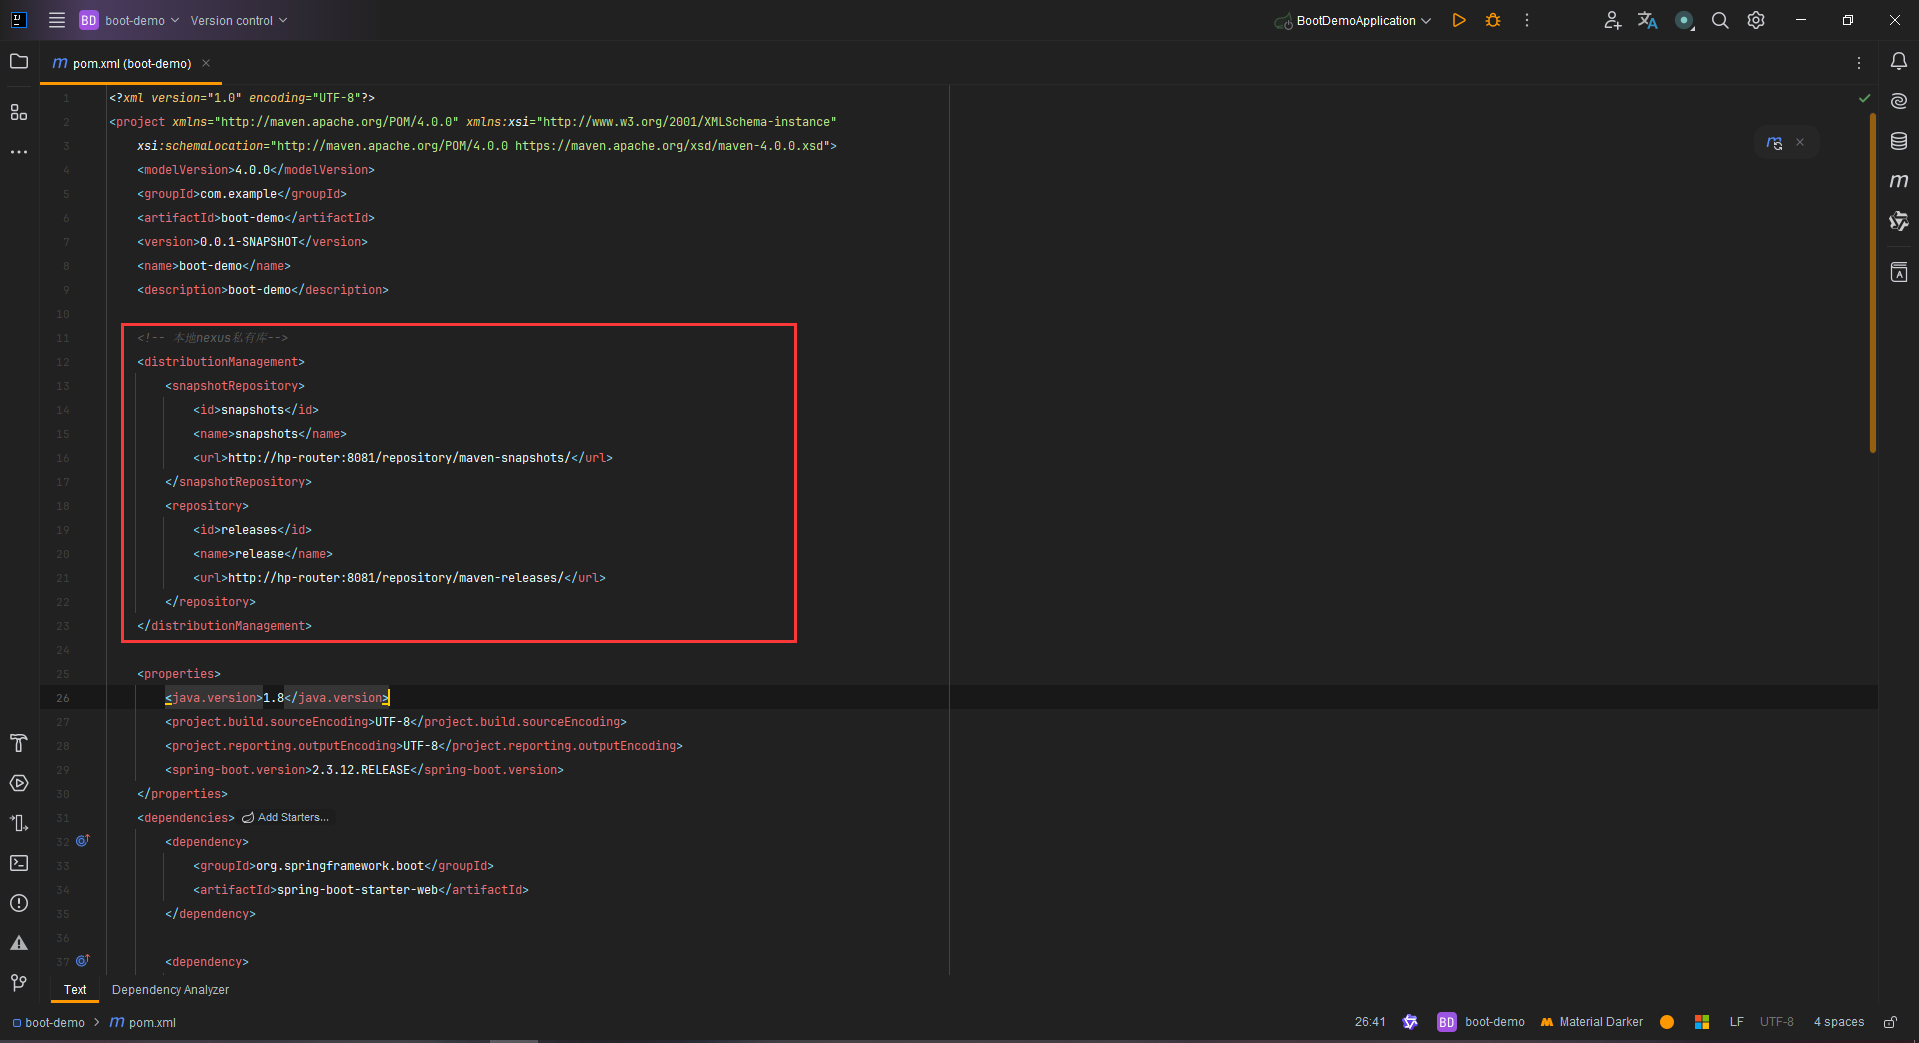 BD boot-demo Version control BootDemoApplication
m pom.xml (boot-demo)
1 <?xml version="1.0" encoding="UTF-8"?>
2 <project xmlns="http://maven.apache.org/POM/4.0.0" xmlns:xsi="http://www.w3.org/2001/XMLSchema-instance"
3 xsi:schemaLocation="http://maven.apache.org/POM/4.0.0 https://maven.apache.org/xsd/maven-4.0.0.xsd">
4 <modelVersion>4.0.0</modelVersion>
5 <groupId>com.example</groupId>
6 <artifactId>boot-demo</artifactId>
7 <version>0.0.1-SNAPSHOT</version>
8 <name>boot-demo</name>
9 <description>boot-demo</description>
10
11 <!-- 本地nexus私有库-->
12 <distributionManagement>
13 <snapshotRepository>
14 <id>snapshots</id>
15 <name>snapshots</name>
16 <url>http://hp-router:8081/repository/maven-snapshots/</url>
17 </snapshotRepository>
18 <repository>
19 <id>releases</id>
20 <name>release</name>
21 <url>http://hp-router:8081/repository/maven-releases/</url>
22 </repository>
23 </distributionManagement>
24
25 <properties>
26 <java.version>1.8</java.version>
27 <project.build.sourceEncoding>UTF-8</project.build.sourceEncoding>
28 <project.reporting.outputEncoding>UTF-8</project.reporting.outputEncoding>
29 <spring-boot.version>2.3.12.RELEASE</spring-boot.version>
30 </properties>
31 <dependencies> Add Starters...
32 <dependency>
33 <groupId>org.springframework.boot</groupId>
34 <artifactId>spring-boot-starter-web</artifactId>
35 </dependency>
36
37 <dependency>
Text Dependency Analyzer
boot-demo > m pom.xml 26:41 BD boot-demo Material Darker LF UTF-8 4 spaces